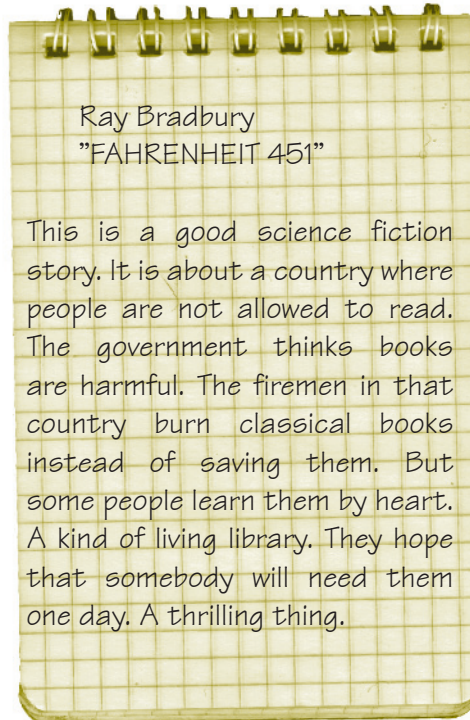 Ray Bradbury
”FAHRENHEIT 451”
This is a good science fiction
story. It is about a country where
people are not allowed to read.
The government thinks books
are harmful. The firemen in that
country burn classical books
instead of saving them. But
some people learn them by heart.
A kind of living library. They hope
that somebody will need them
one day. A thrilling thing.